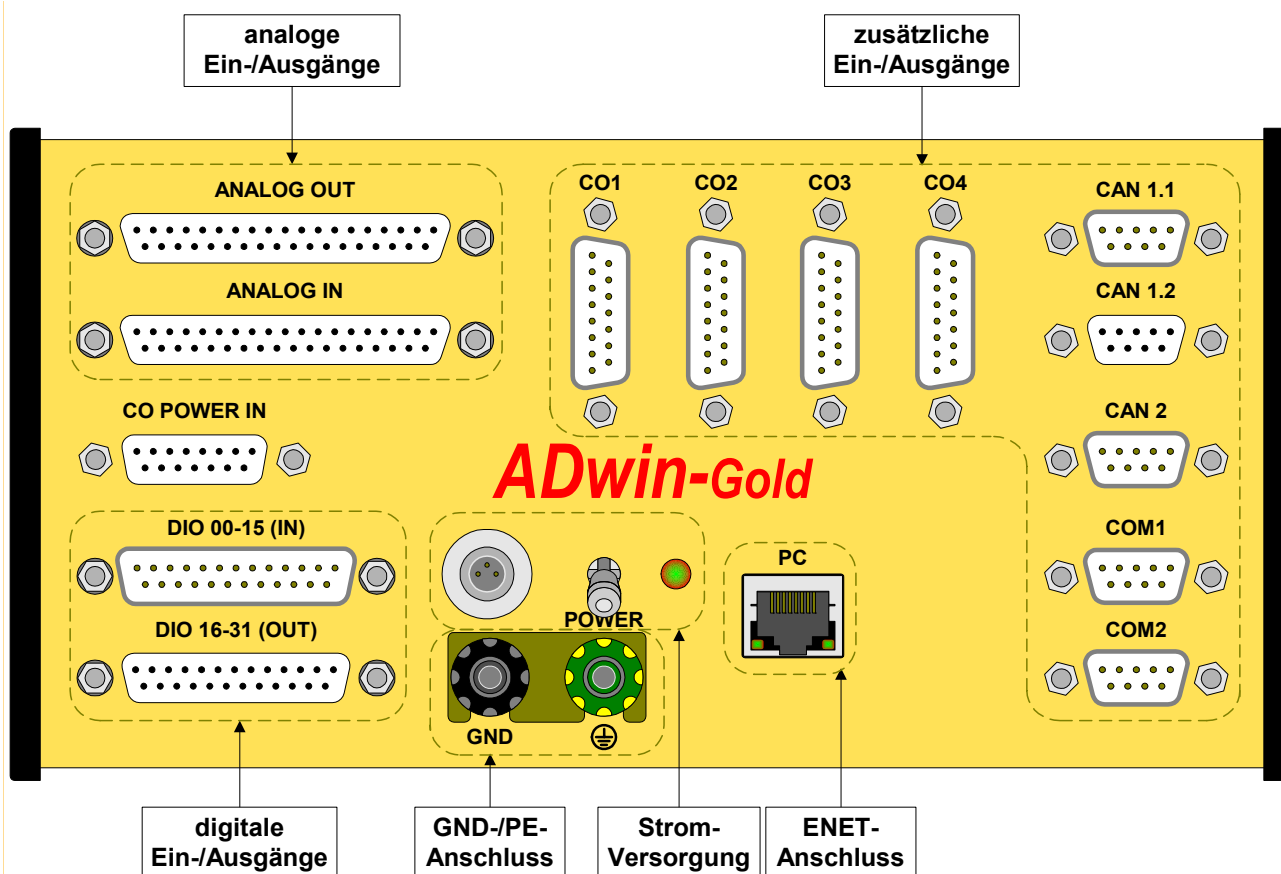 analoge
Ein-/Ausgänge
zusätzliche
Ein-/Ausgänge
ANALOG OUT
ANALOG IN
CO POWER IN
DIO 00-15 (IN)
DIO 16-31 (OUT)
CO1
CO2
CO3
CO4
CAN 1.1
CAN 1.2
CAN 2
COM1
COM2
ADwin-Gold
POWER
PC
GND
digitale
Ein-/Ausgänge
GND-/PE-
Anschluss
Strom-
Versorgung
ENET-
Anschluss